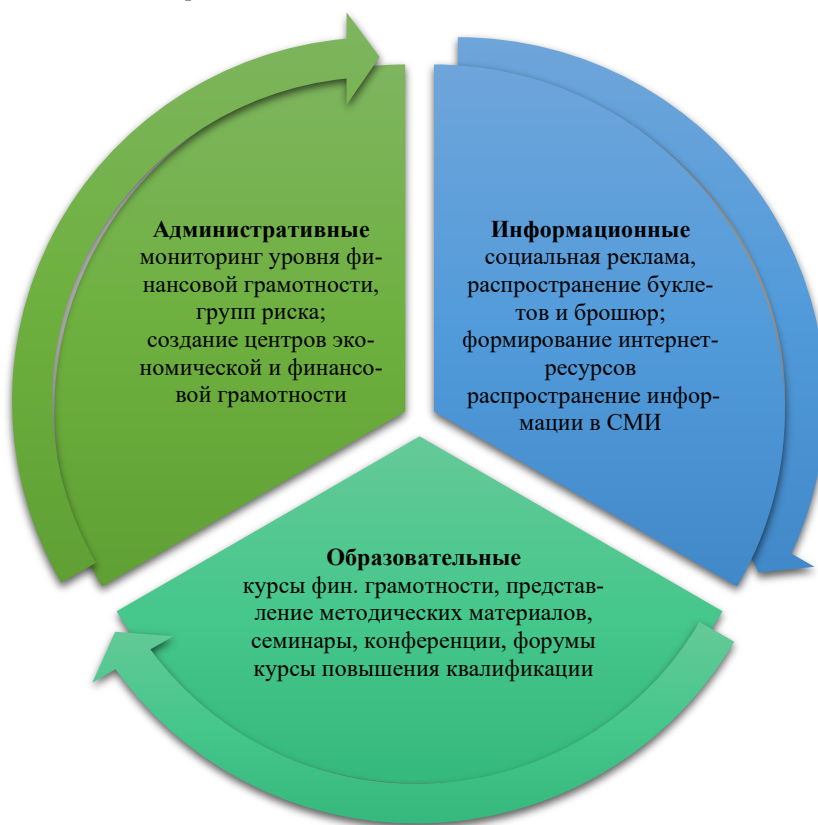 Административные
мониторинг уровня фи-
нансовой грамотности,
групп риска;
создание центров эко-
номической и финансо-
вой грамотности
Информационные
социальная реклама,
распространение букле-
тов и брошюр;
формирование интернет-
ресурсов
распространение инфор-
мации в СМИ
Образовательные
курсы фин. грамотности, представ-
ление методических материалов,
семинары, конференции, форумы
курсы повышения квалификации